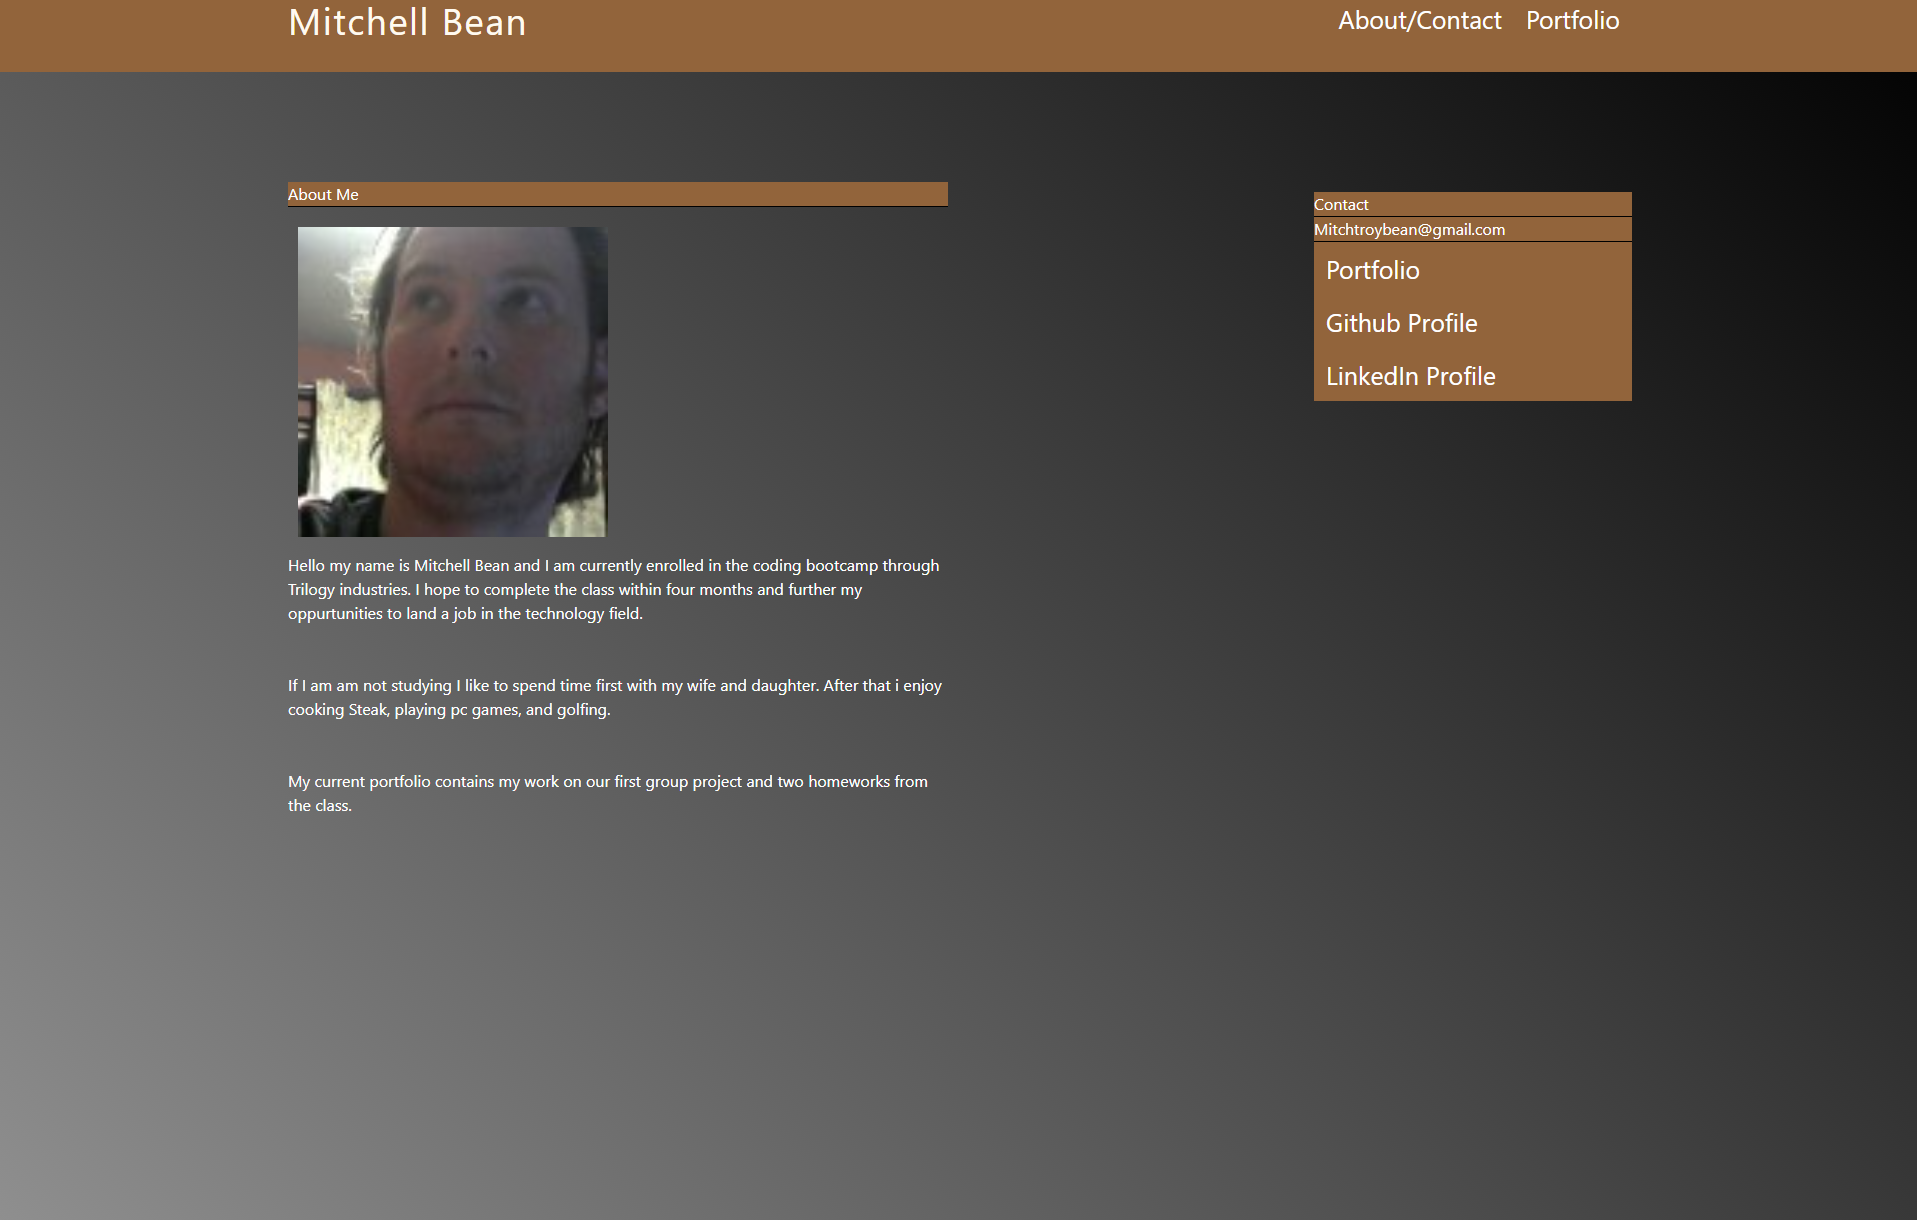 Mitchell Bean
About/Contact Portfolio
About Me
Hello my name is Mitchell Bean and I am currently enrolled in the coding bootcamp through
Trilogy industries. I hope to complete the class within four months and further my
oppurtunities to land a job in the technology field.
If I am am not studying I like to spend time first with my wife and daughter. After that i enjoy
cooking Steak, playing pc games, and golfing.
My current portfolio contains my work on our first group project and two homeworks from
the class.
Contact
Mitchtroybean@gmail.com
Portfolio
Github Profile
LinkedIn Profile